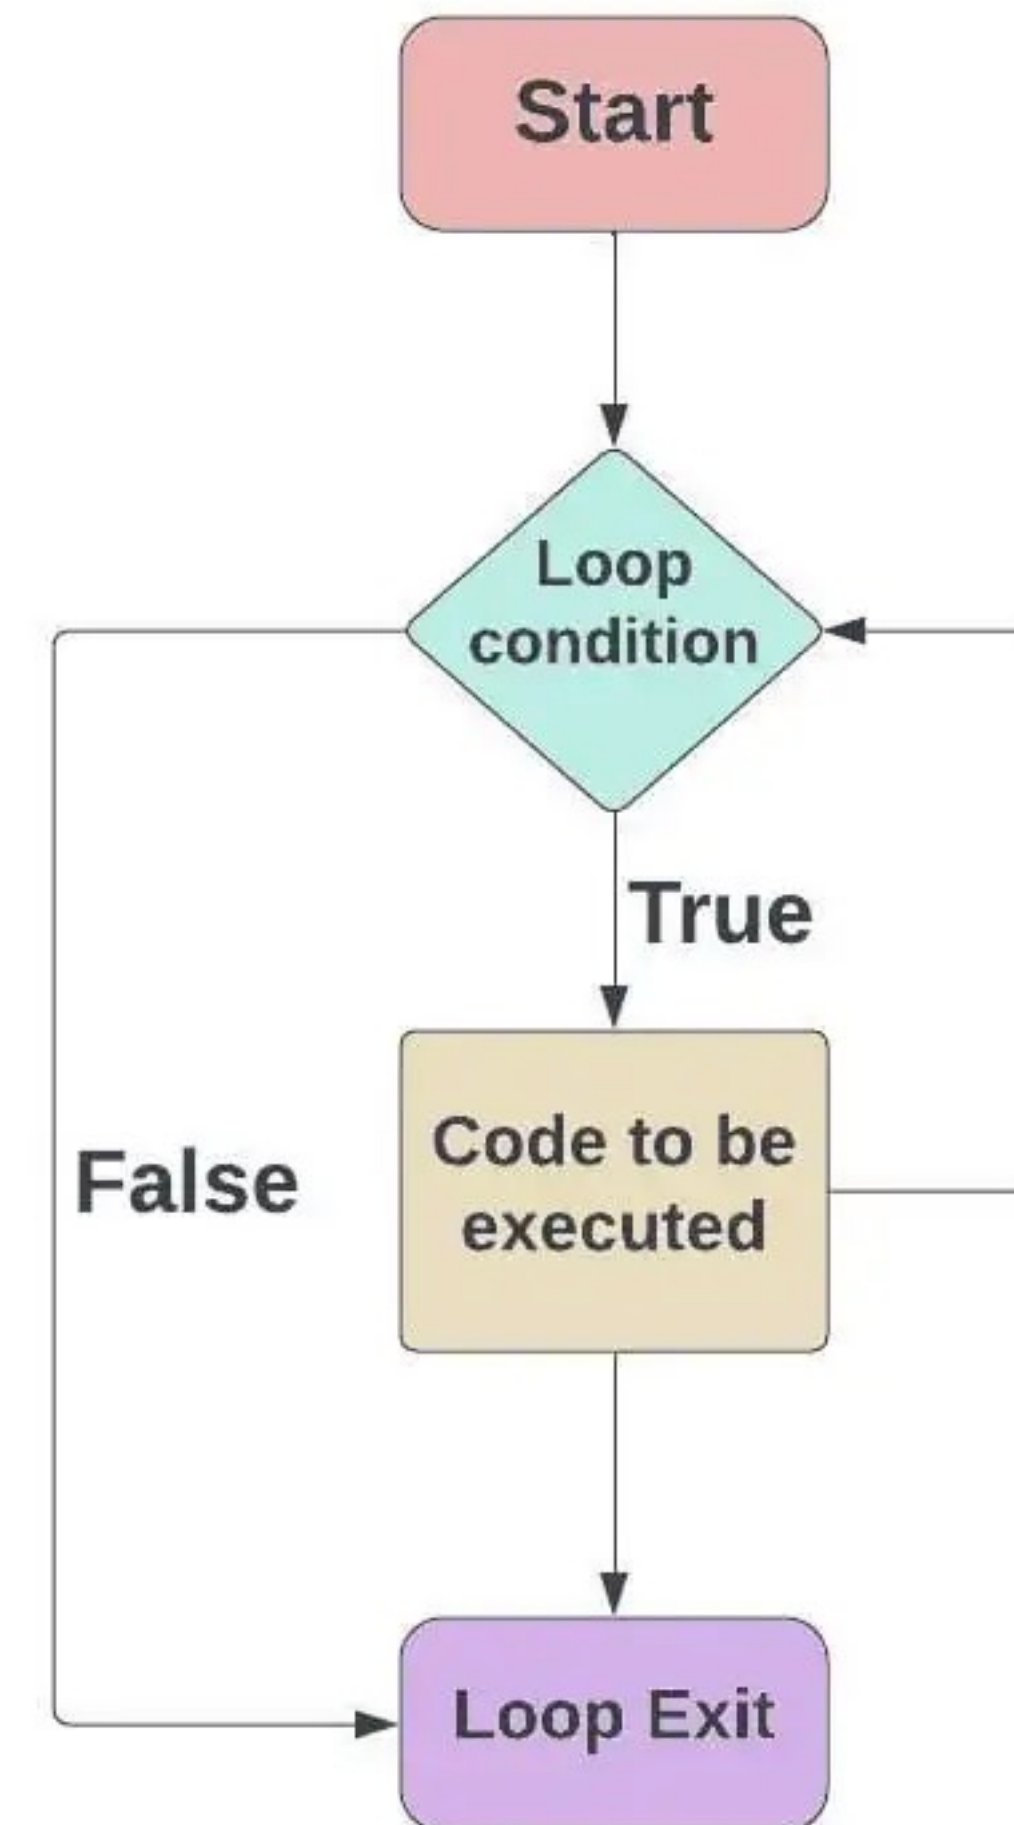 Start
Loop
condition
True
Code to be
executed
False
Loop Exit